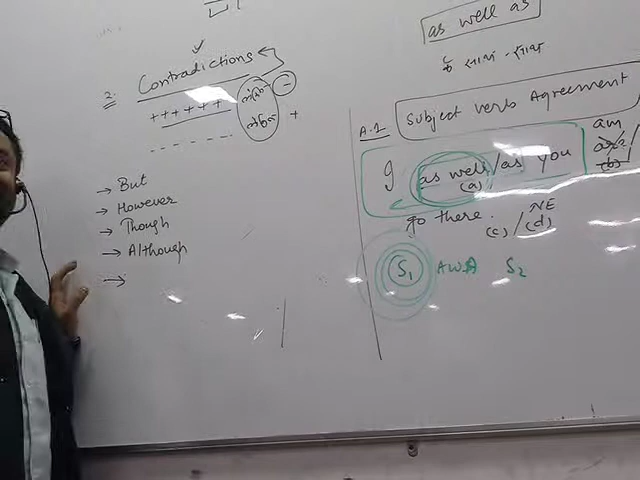 as well as
2. Contradictions
-
Subject verb Agreement
+ + + + + +
+
A-1
am
g as well / as you
(a)
(b)
→ But
→ However
→ Though
→ Although
→
go there.
NE
(c) / (d)
S1 AWA S2